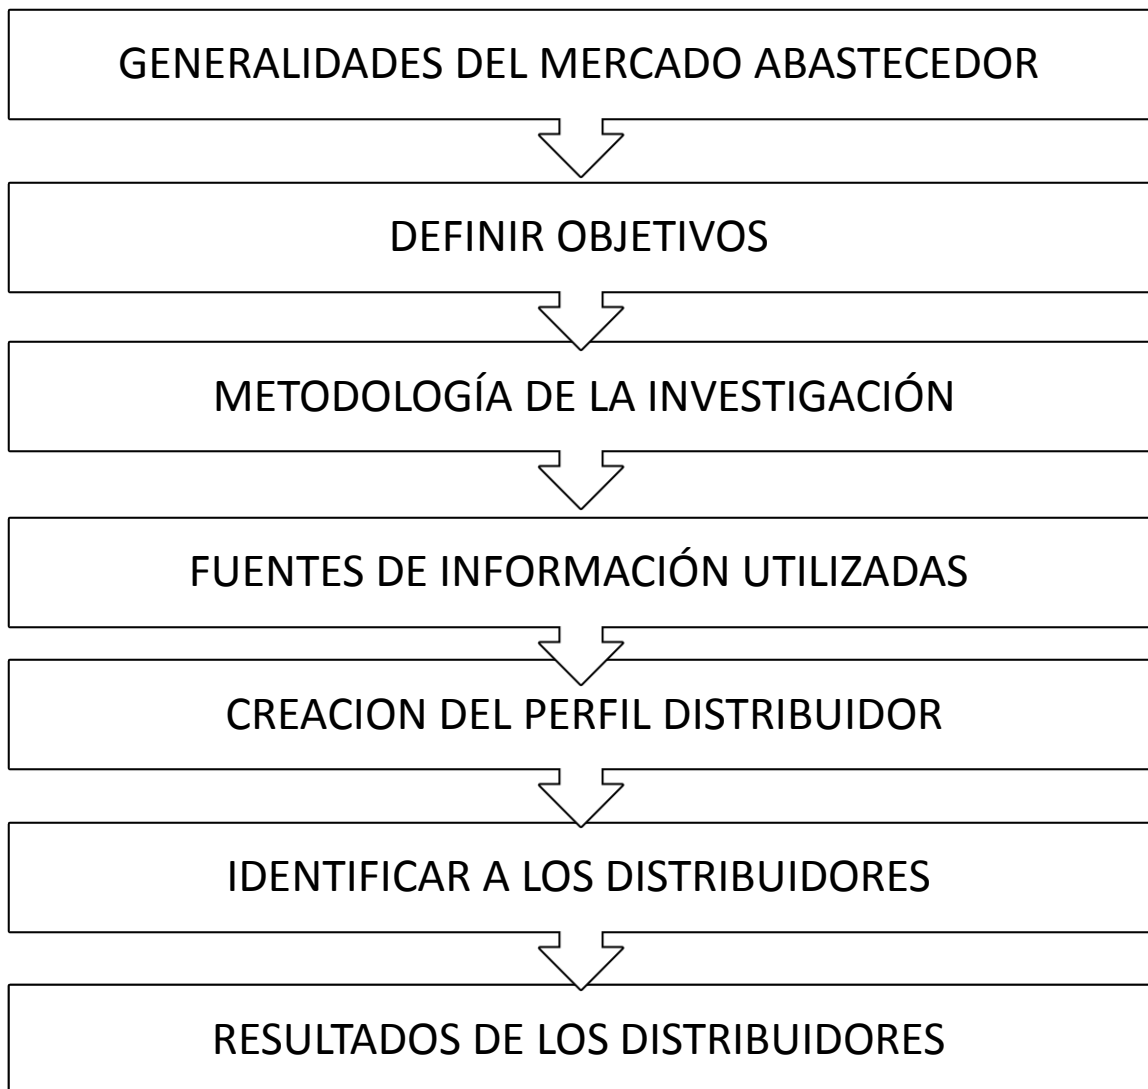 GENERALIDADES DEL MERCADO ABASTECEDOR
DEFINIR OBJETIVOS
METODOLOGÍA DE LA INVESTIGACIÓN
FUENTES DE INFORMACIÓN UTILIZADAS
CREACION DEL PERFIL DISTRIBUIDOR
IDENTIFICAR A LOS DISTRIBUIDORES
RESULTADOS DE LOS DISTRIBUIDORES